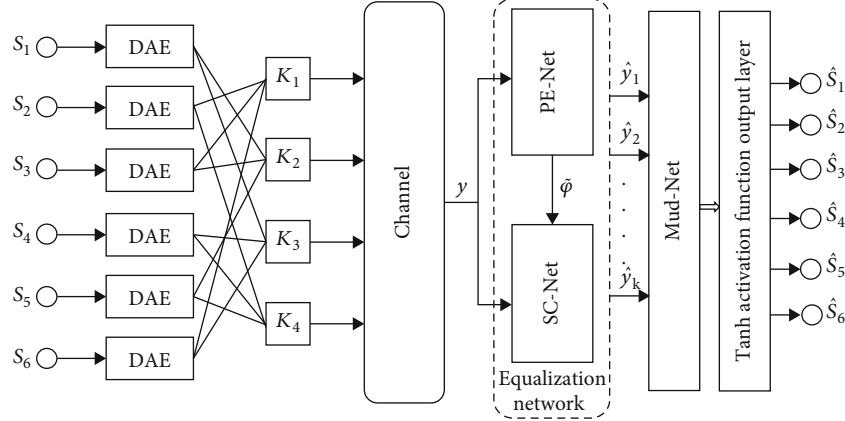 S1
S2
S3
S4
S5
S6
DAE
DAE
DAE
DAE
DAE
DAE
K1
K2
K3
K4
Channel
y
PE-Net
φ̃
SC-Net
Equalization
network
ŷ1
ŷ2
.
.
.
.
.
ŷk
Mud-Net
Tanh activation function output layer
Ŝ1
Ŝ2
Ŝ3
Ŝ4
Ŝ5
Ŝ6